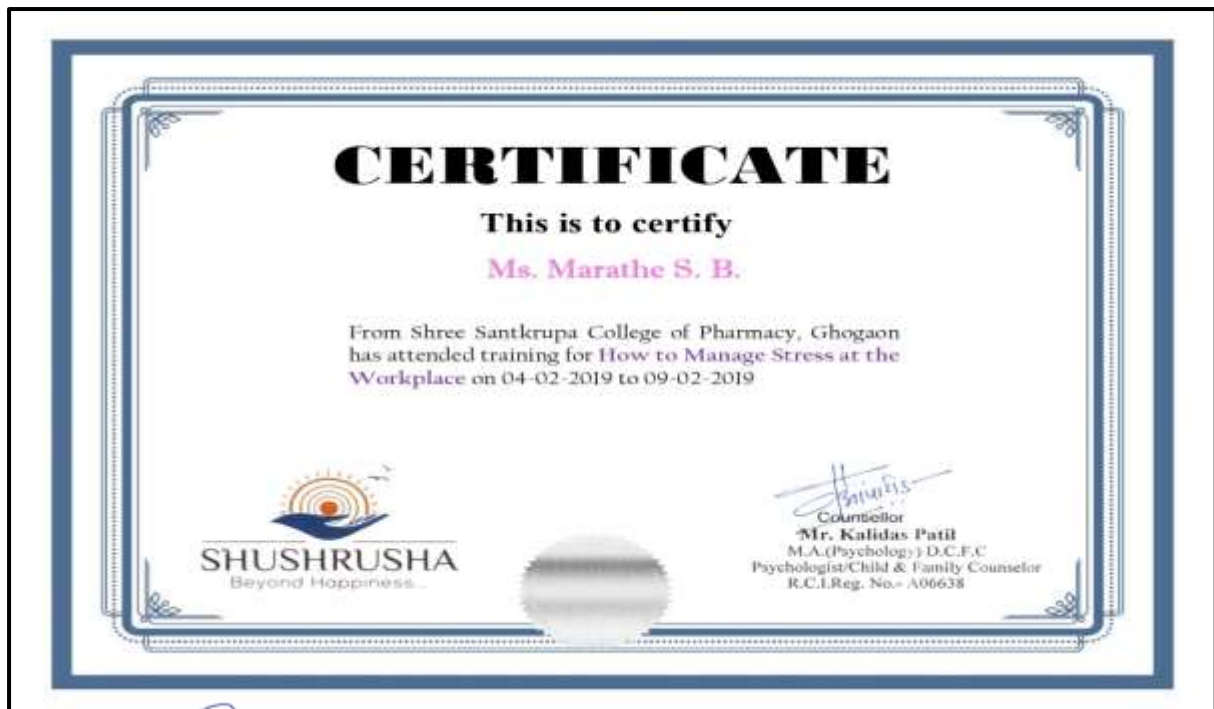 CERTIFICATE
This is to certify
Ms. Marathe S. B.
From Shree Santkrupa College of Pharmacy, Ghogaon
has attended training for How to Manage Stress at the
Workplace on 04-02-2019 to 09-02-2019
SHUSHRUSHA
Beyond Happiness...
Counsellor
Mr. Kalidas Patil
M.A.(Psychology) D.C.F.C
Psychologist/Child & Family Counselor
R.C.I.Reg. No.- A06638